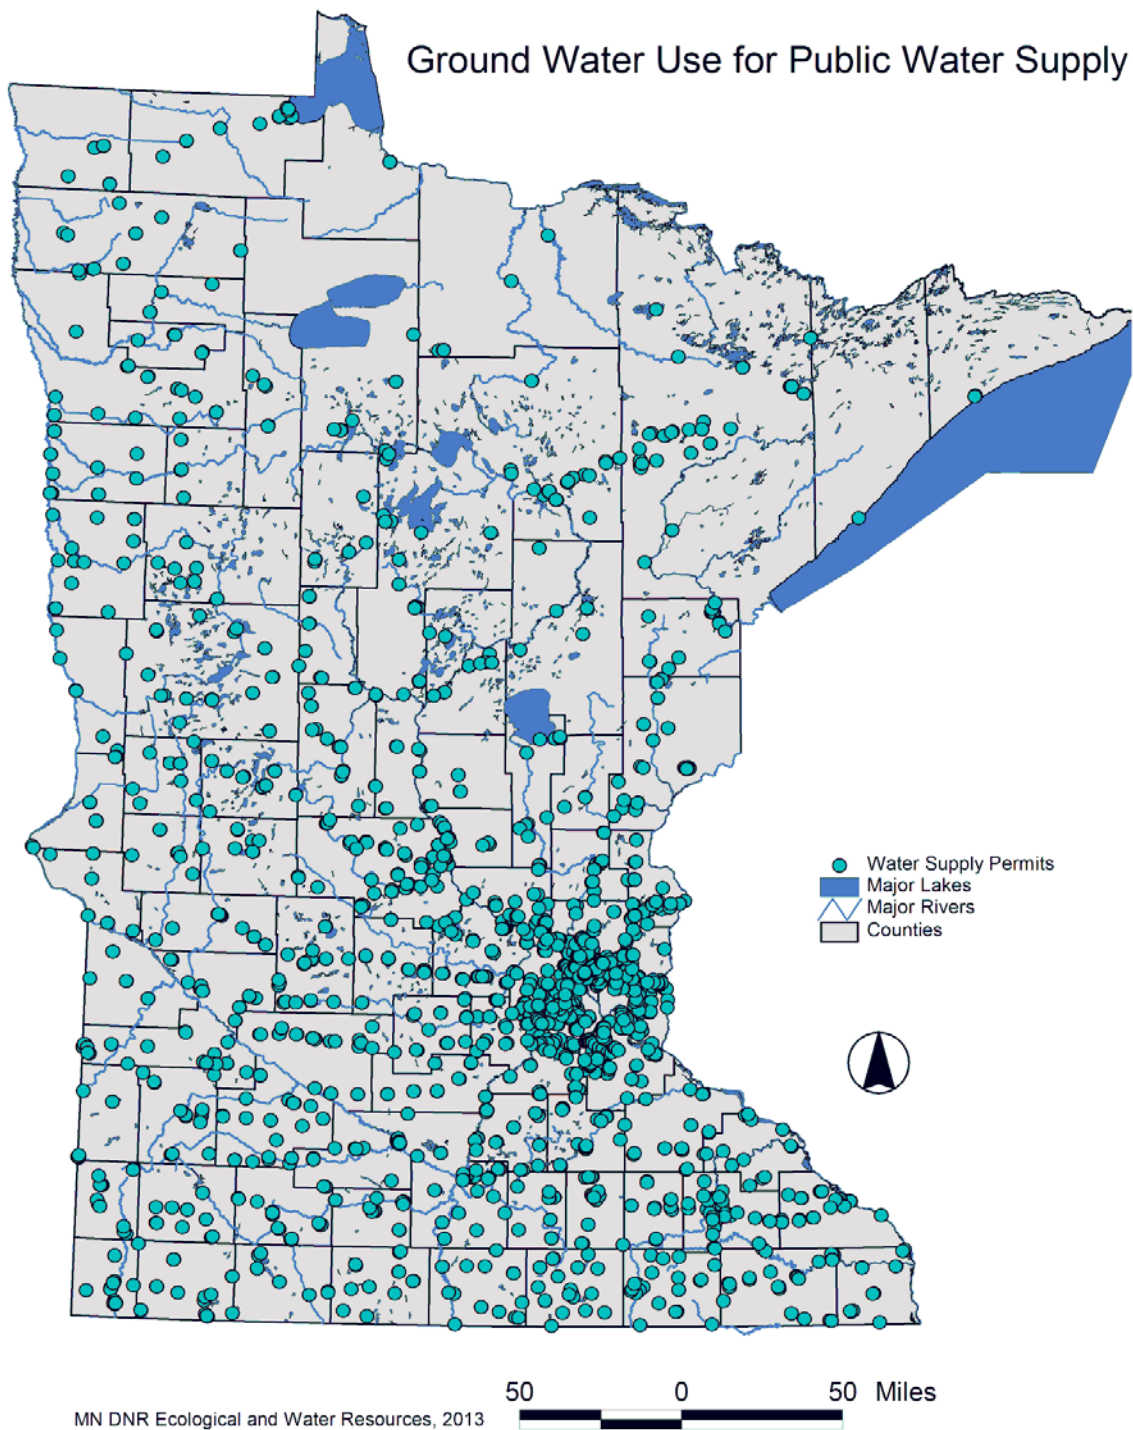 Ground Water Use for Public Water Supply
Water Supply Permits
Major Lakes
Major Rivers
Counties
50 0 50 Miles
MN DNR Ecological and Water Resources, 2013